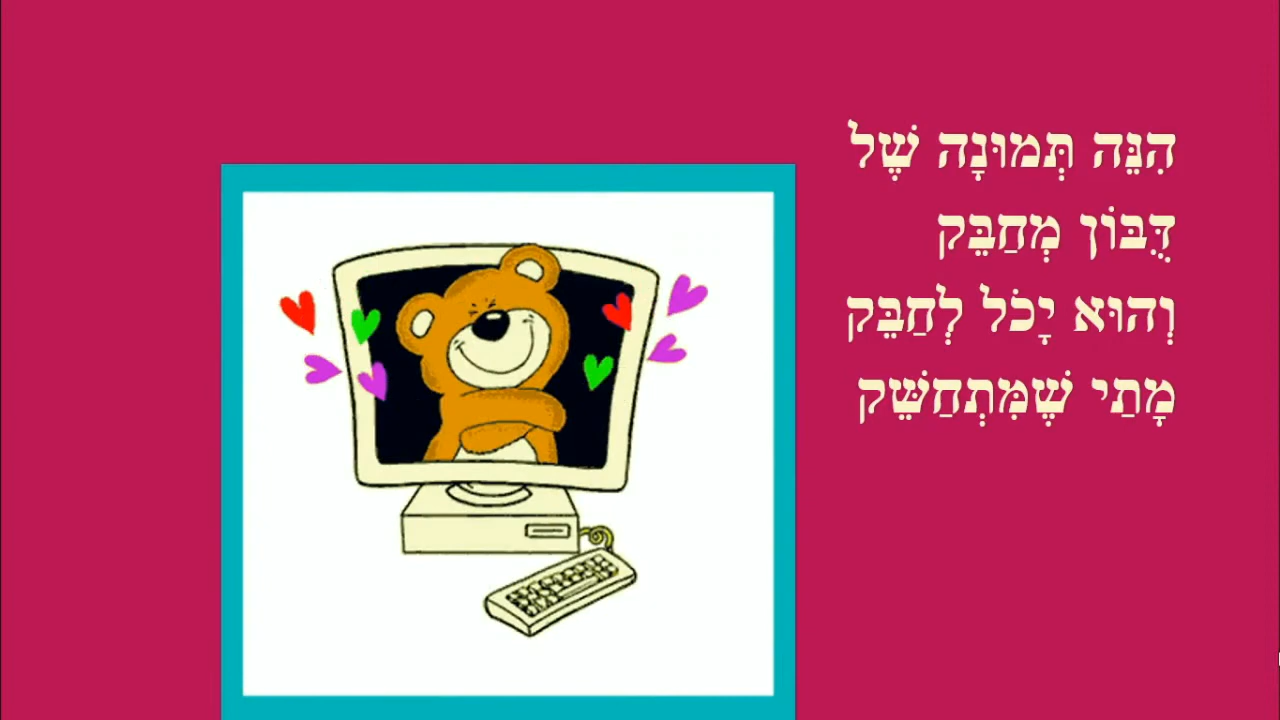 הִנֵּה תְּמוּנָה שֶׁל
דֻּבּוֹן מְחַבֵּק
וְהוּא יָכֹל לְחַבֵּק
מָתַי שֶׁמִּתְחַשֵּׁק